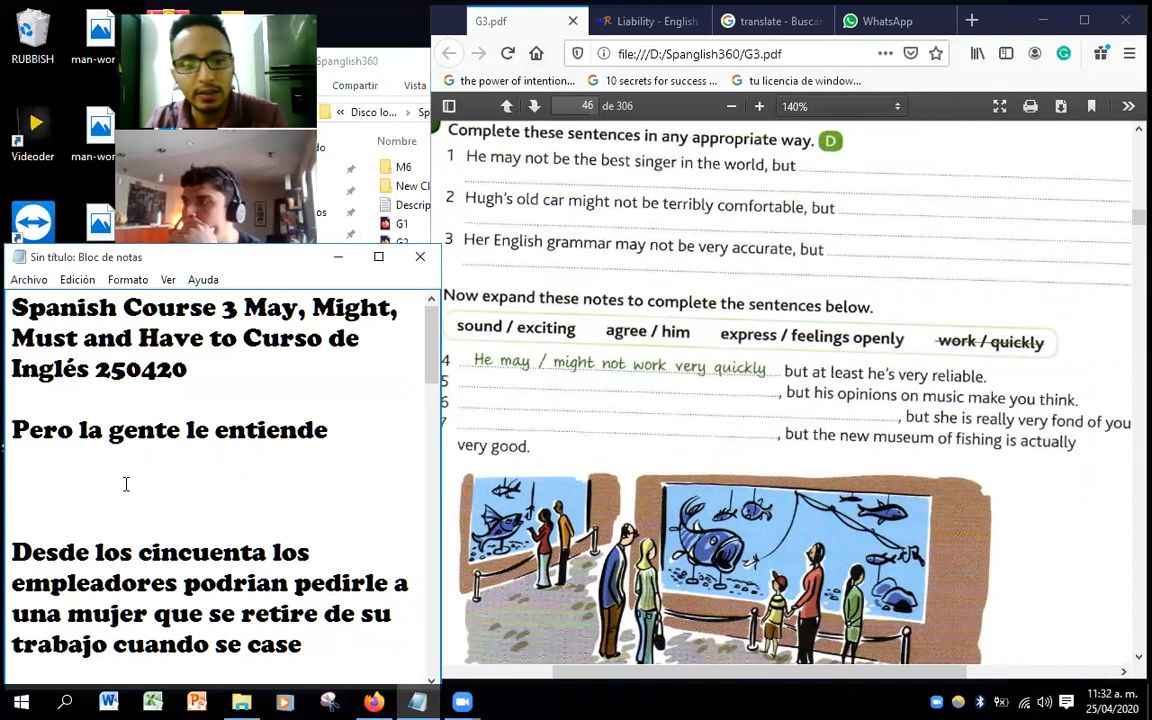 RUBBISH
man-wor
Videoder
man-wor
Spanglish360
Compartir
Vista
Disco lo...
Sp
Nombre
M6
New Cl
Descrip
G1
G2
G3.pdf
Liability - English
translate - Buscar
WhatsApp
file:///D:/Spanglish360/G3.pdf
the power of intention...
10 secrets for success ...
tu licencia de window...
46
de 306
140%
Complete these sentences in any appropriate way. D
1 He may not be the best singer in the world, but
2 Hugh's old car might not be terribly comfortable, but
3 Her English grammar may not be very accurate, but
Now expand these notes to complete the sentences below.
sound / exciting agree / him express / feelings openly work / quickly
4 He may / might not work very quickly but at least he's very reliable.
5 , but his opinions on music make you think.
6 , but she is really very fond of you
7 , but the new museum of fishing is actually
very good.
Sin título: Bloc de notas
Archivo Edición Formato Ver Ayuda
Spanish Course 3 May, Might,
Must and Have to Curso de
Inglés 250420
Pero la gente le entiende
Desde los cincuenta los
empleadores podrian pedirle a
una mujer que se retire de su
trabajo cuando se case
11:32 a. m.
25/04/2020